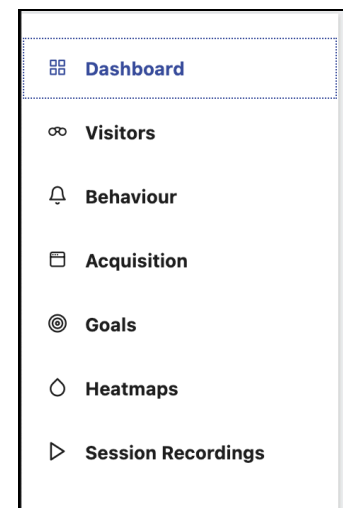 Dashboard
Visitors
Behaviour
Acquisition
Goals
Heatmaps
Session Recordings